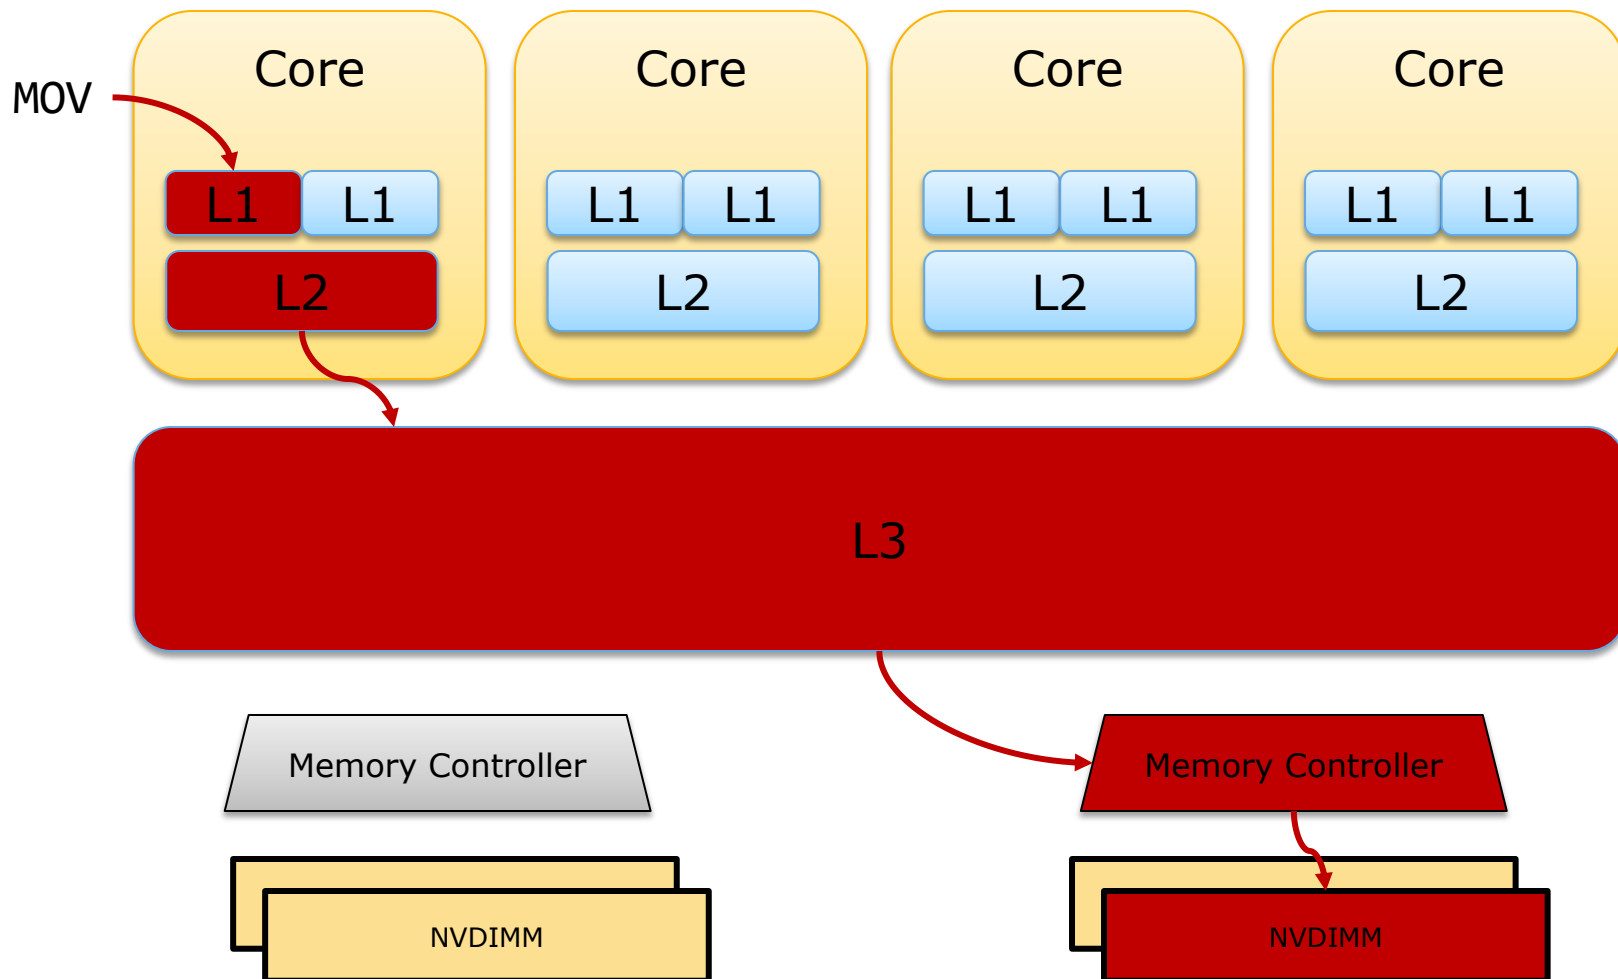 Core Core Core Core
MOV
L1 L1 L1 L1 L1 L1 L1 L1
L2 L2 L2 L2
L3
Memory Controller Memory Controller
NVDIMM NVDIMM